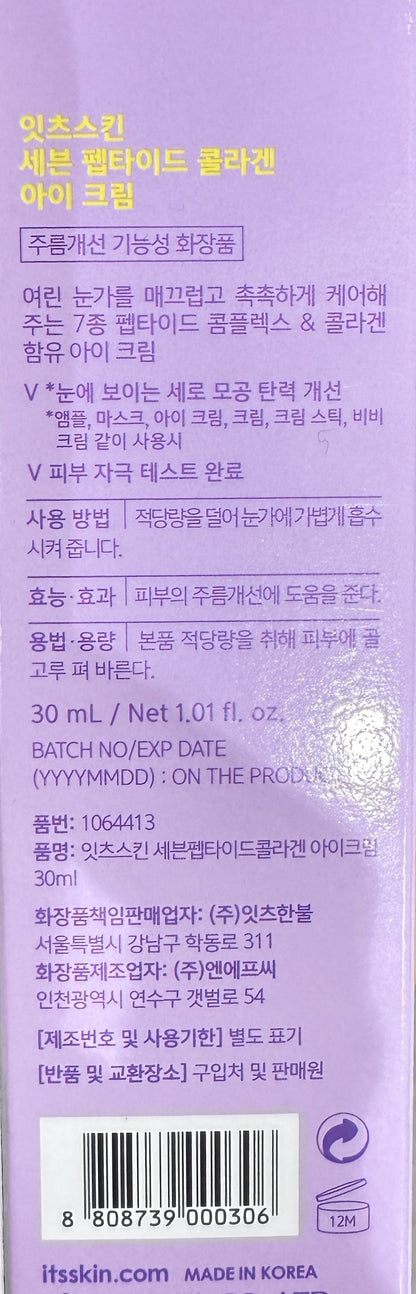 잇츠스킨
세븐 펩타이드 콜라겐
아이 크림
주름개선 기능성 화장품
여린 눈가를 매끄럽고 촉촉하게 케어해
주는 7종 펩타이드 콤플렉스 & 콜라겐
함유 아이 크림
V *눈에 보이는 세로 모공 탄력 개선
*앰플, 마스크, 아이 크림, 크림, 크림 스틱, 비비
크림 같이 사용시
V 피부 자극 테스트 완료
사용 방법 | 적당량을 덜어 눈가에 가볍게 흡수
시켜 줍니다.
효능·효과 | 피부의 주름개선에 도움을 준다.
용법·용량 | 본품 적당량을 취해 피부에 골
고루 펴 바른다.
30 mL / Net 1.01 fl. oz.
BATCH NO/EXP DATE
(YYYYMMDD) : ON THE
품번: 1064413
품명: 잇츠스킨 세븐펩타이드콜라겐 아이크림
30ml
화장품책임판매업자: (주)잇츠한불
서울특별시 강남구 학동로 311
화장품제조업자: (주)엔에프씨
인천광역시 연수구 갯벌로 54
[제조번호 및 사용기한] 별도 표기
[반품 및 교환장소] 구입처 및 판매원
8 808739 000306
12M
itsskin.com MADE IN KOREA